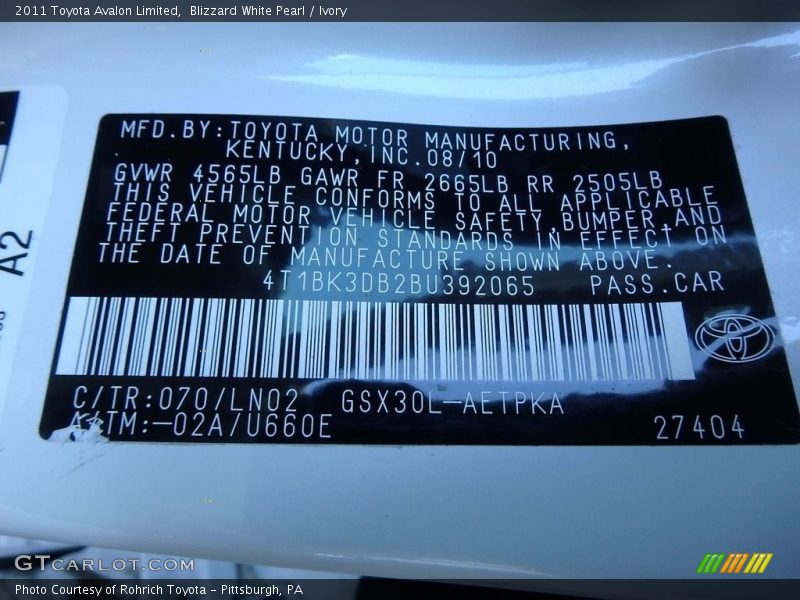 2011 Toyota Avalon Limited,  Blizzard White Pearl / Ivory
MFD.BY:TOYOTA MOTOR MANUFACTURING,
KENTUCKY,INC.08/10
GVWR 4565LB GAWR FR 2665LB RR 2505LB
THIS VEHICLE CONFORMS TO ALL APPLICABLE
FEDERAL MOTOR VEHICLE SAFETY,BUMPER,AND
THEFT PREVENTION STANDARDS IN EFFECT ON
THE DATE OF MANUFACTURE SHOWN ABOVE.
4T1BK3DB2BU392065 PASS.CAR
C/TR:070/LN02 GSX30L-AETPKA
A/TM:-02A/U660E 27404
A2
GTCARLOT.COM
Photo Courtesy of Rohrich Toyota - Pittsburgh, PA